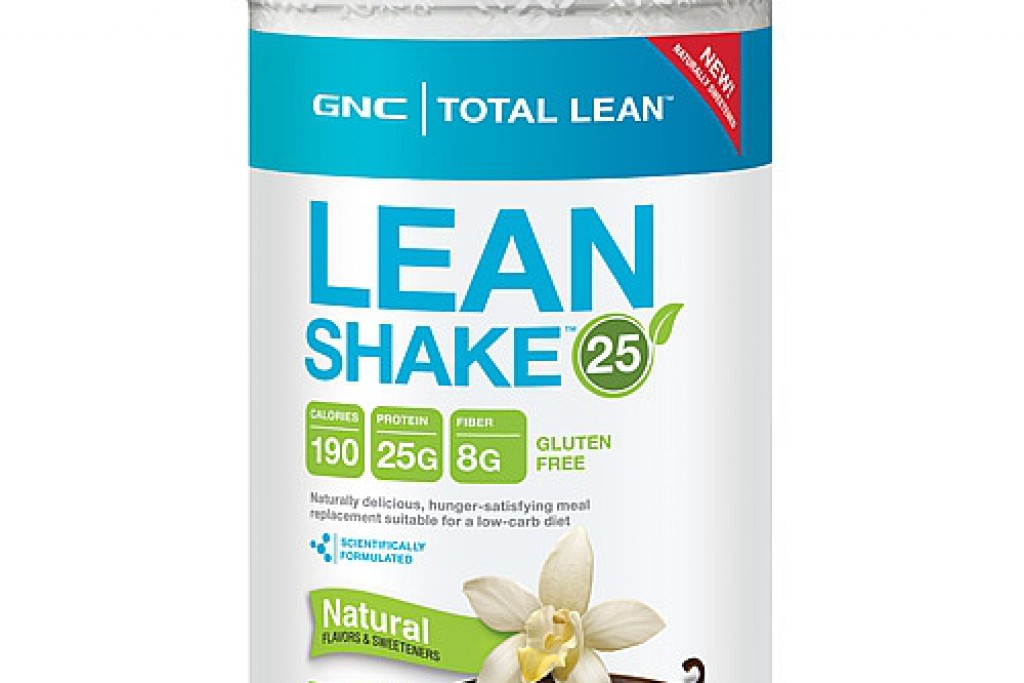 GNC | TOTAL LEAN™
NEW!
NATURALLY SWEETENED
LEAN
SHAKE™ 25
CALORIES
190
PROTEIN
25G
FIBER
8G
GLUTEN
FREE
Naturally delicious, hunger-satisfying meal
replacement suitable for a low-carb diet
SCIENTIFICALLY
FORMULATED
Natural
FLAVORS & SWEETENERS